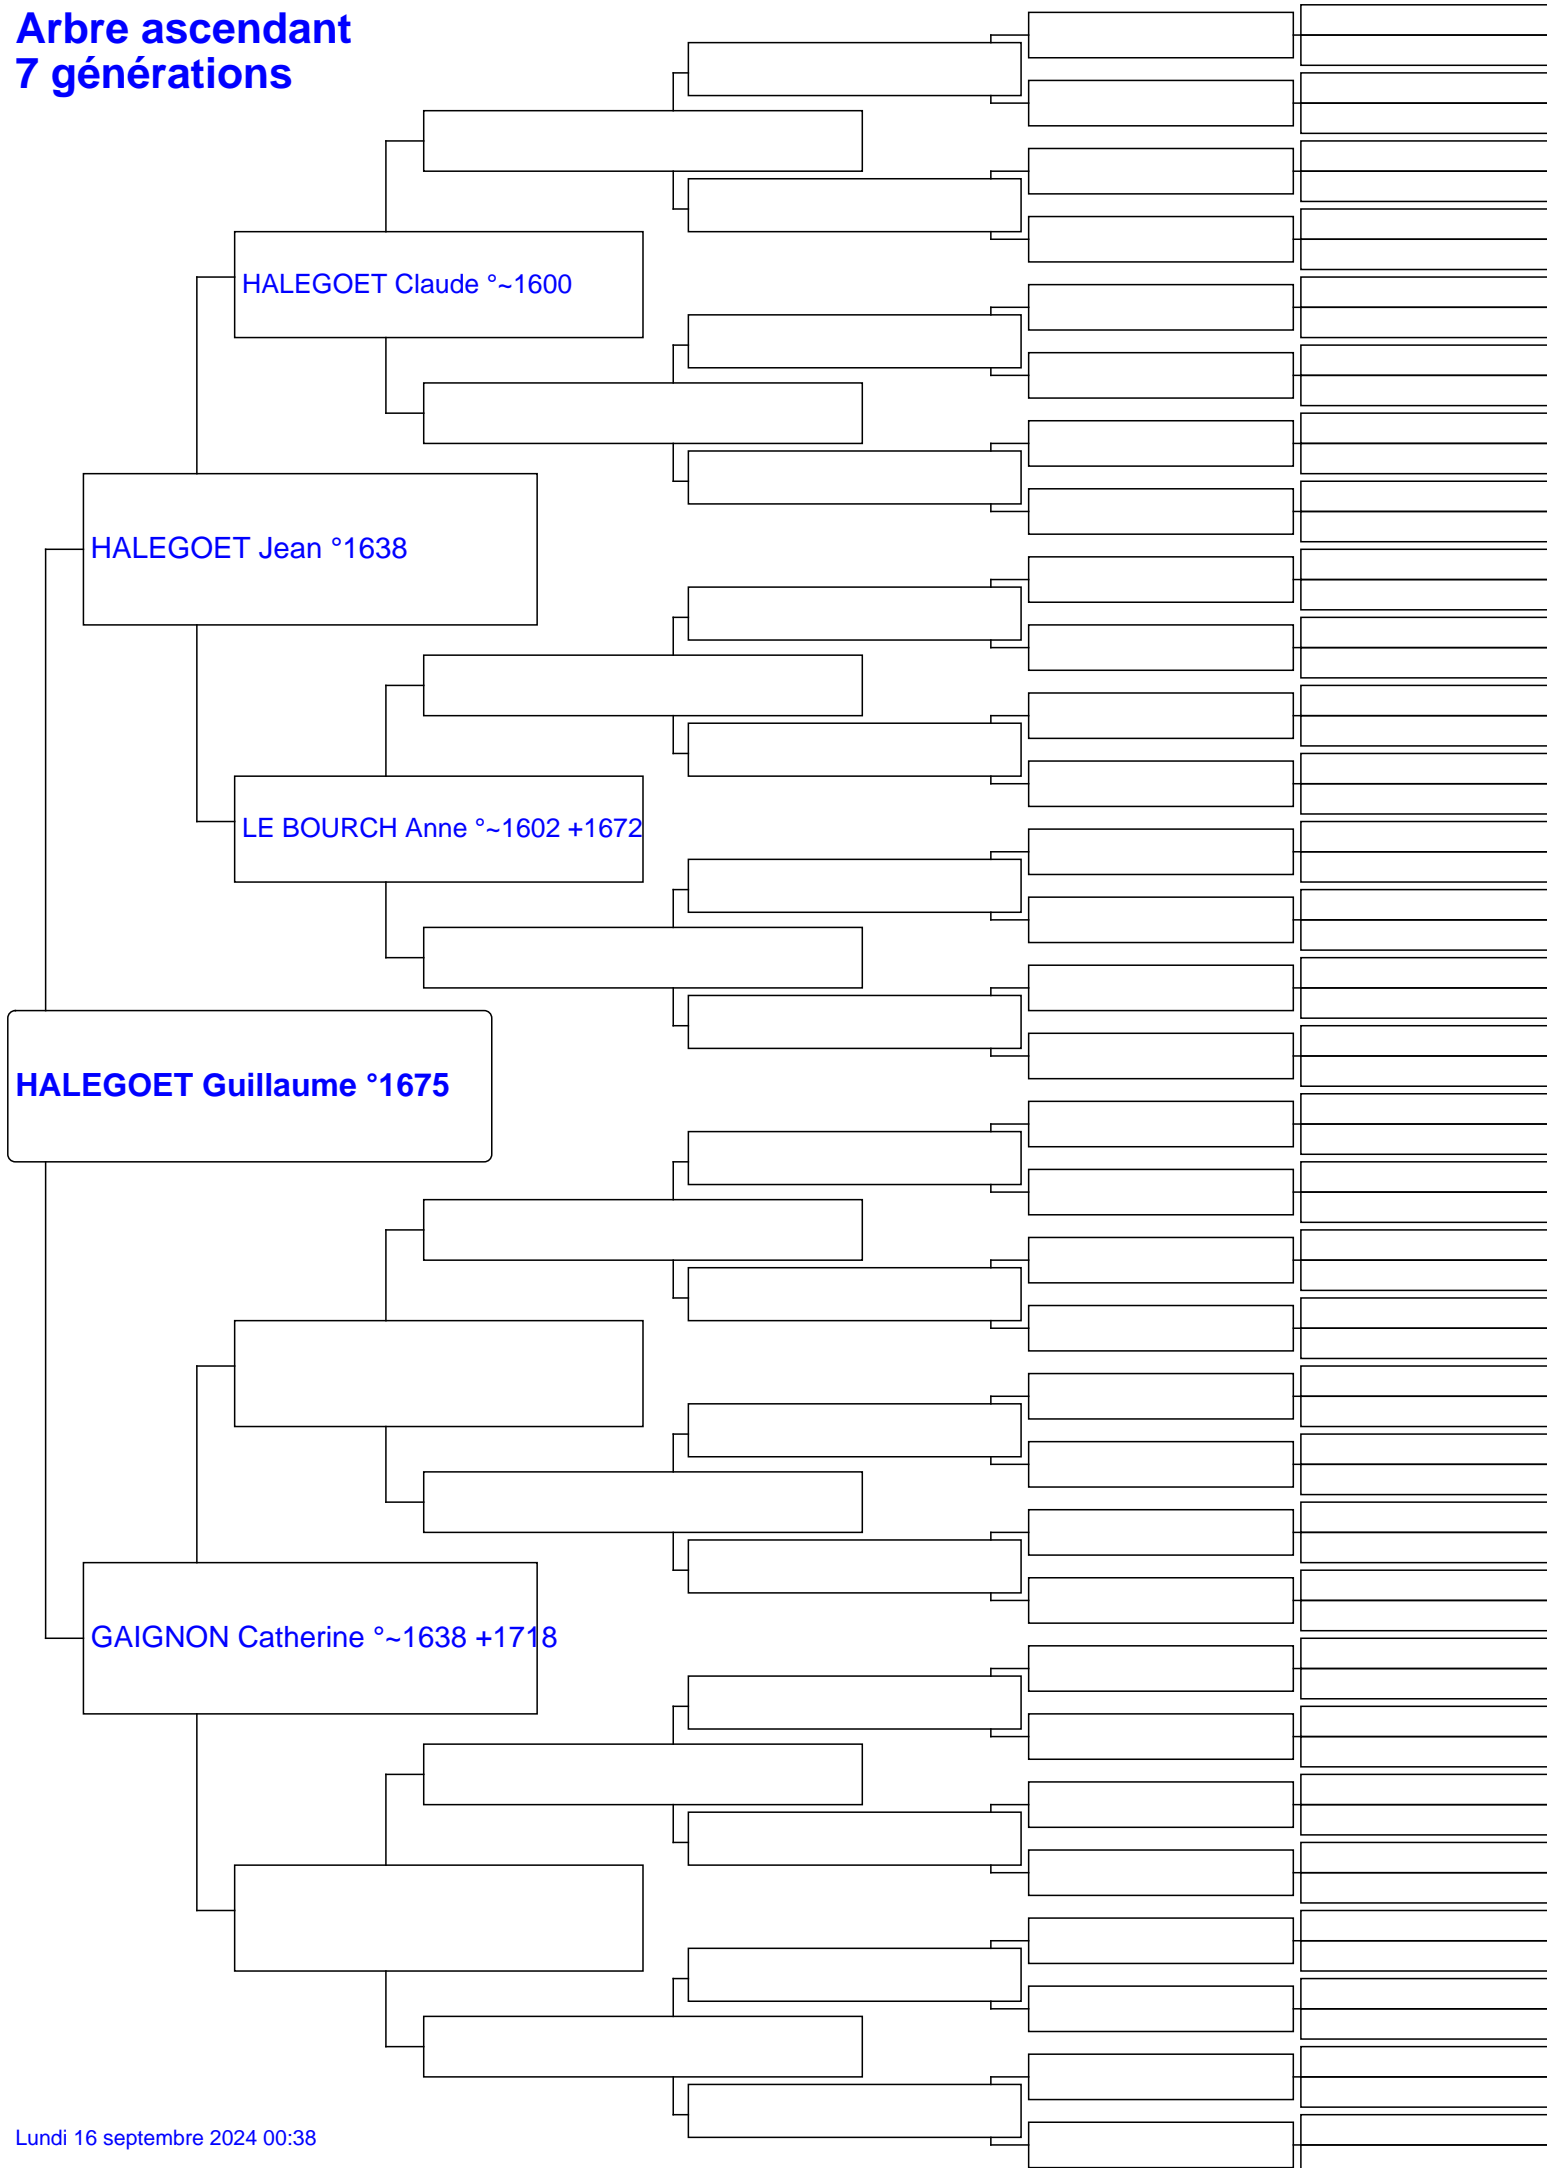 Arbre ascendant
7 générations
HALEGOET Claude °~1600
HALEGOET Jean °1638
LE BOURCH Anne °~1602 +1672
HALEGOET Guillaume °1675
GAIGNON Catherine °~1638 +1718
Lundi 16 septembre 2024 00:38